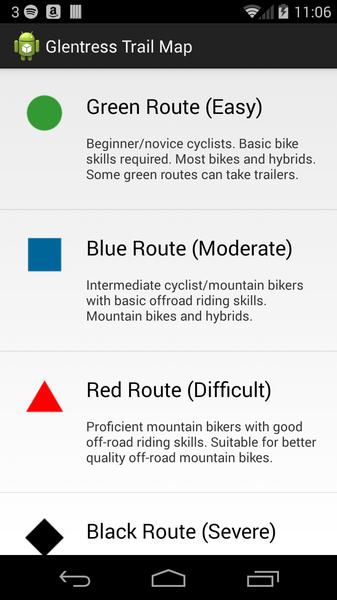 3 11:06
Glentress Trail Map
Green Route (Easy)
Beginner/novice cyclists. Basic bike
skills required. Most bikes and hybrids.
Some green routes can take trailers.
Blue Route (Moderate)
Intermediate cyclist/mountain bikers
with basic offroad riding skills.
Mountain bikes and hybrids.
Red Route (Difficult)
Proficient mountain bikers with good
off-road riding skills. Suitable for better
quality off-road mountain bikes.
Black Route (Severe)